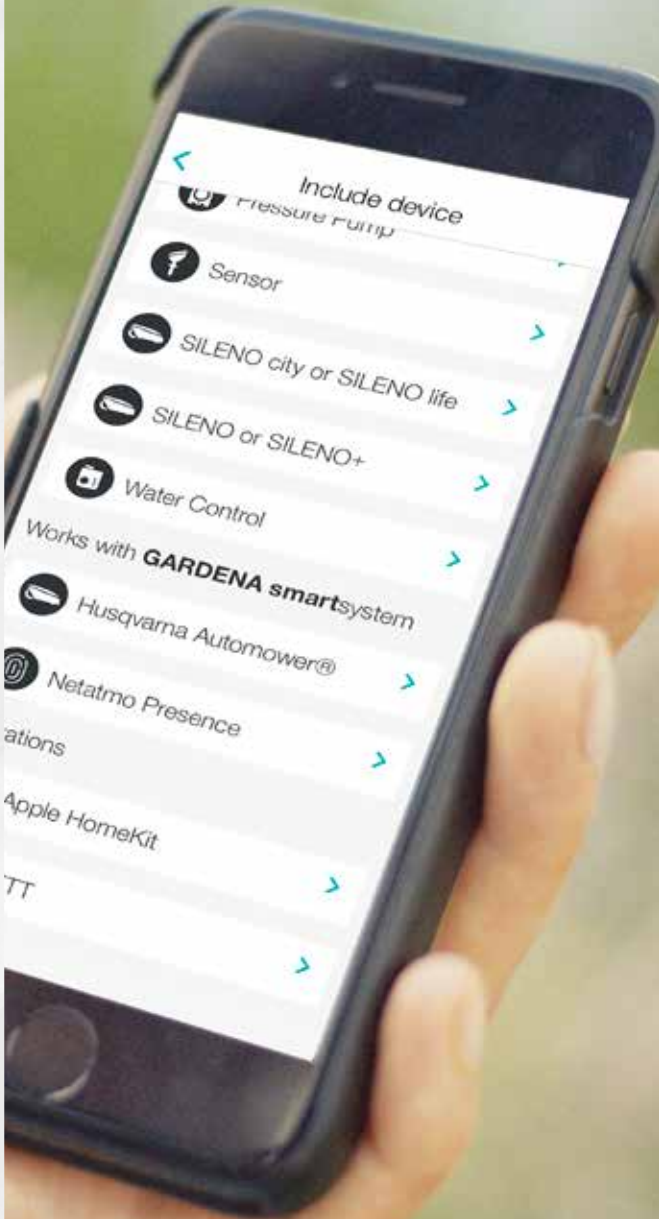 Include device
Pressure Pump
Sensor
SILENO city or SILENO life
SILENO or SILENO+
Water Control
Works with GARDENA smartsystem
Husqvarna Automower®
Netatmo Presence
ations
Apple HomeKit
TT